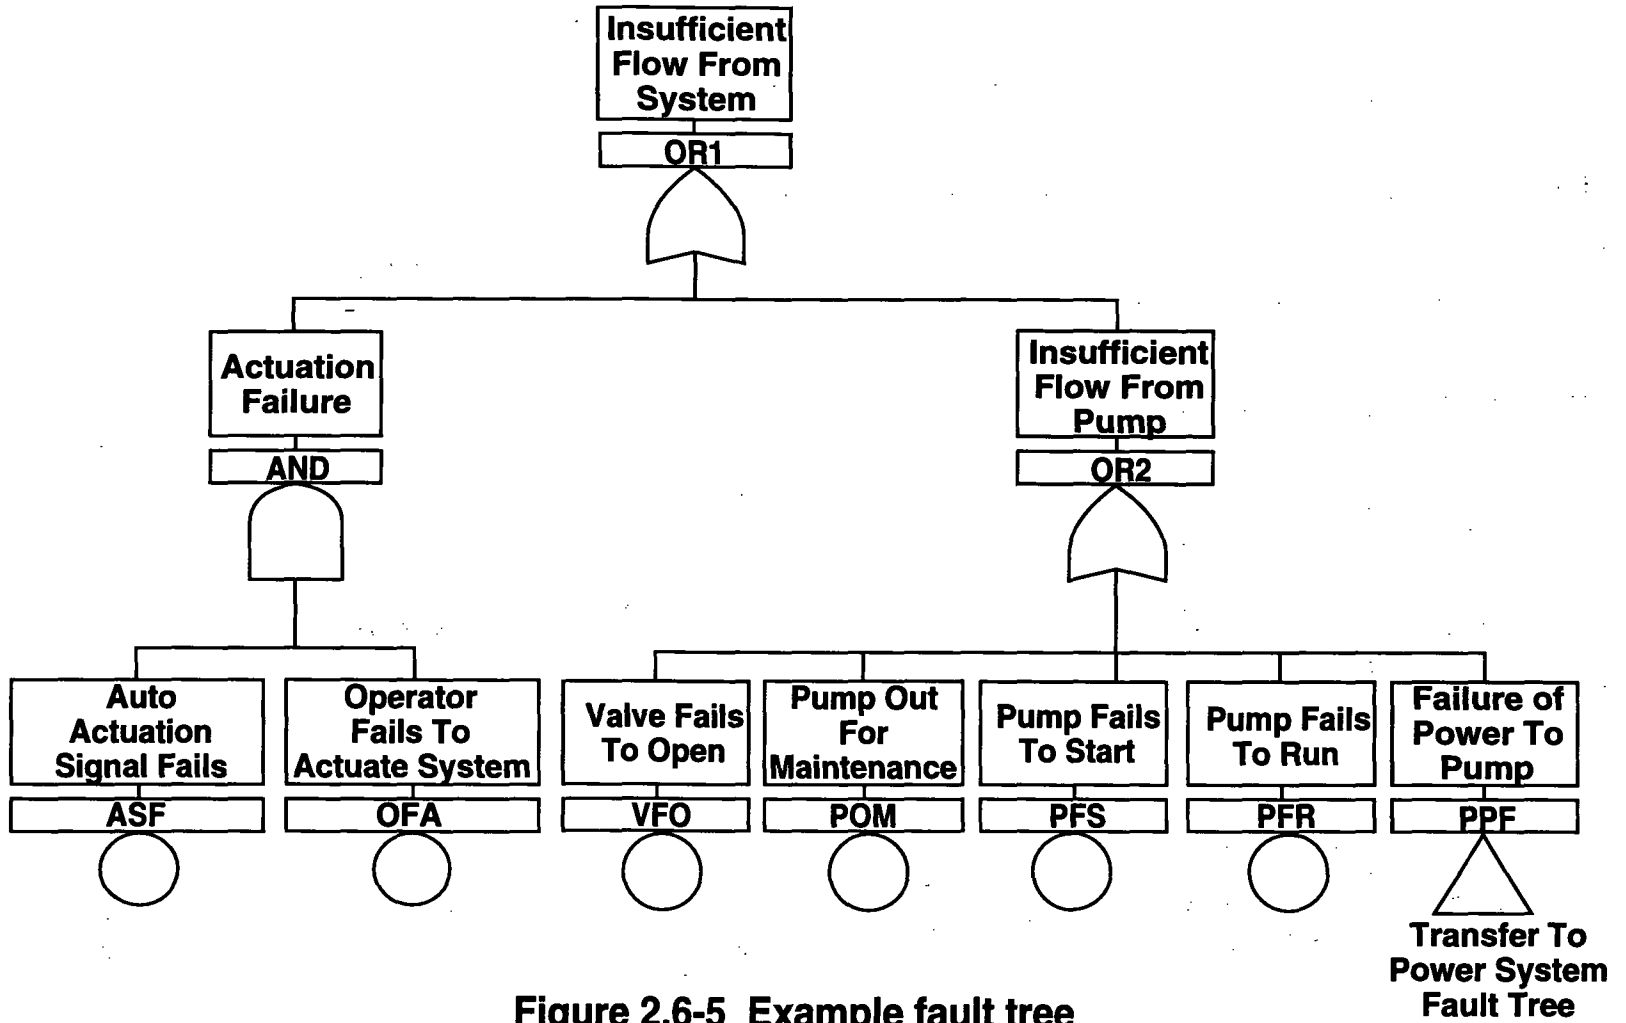 Insufficient
Flow From
System
OR1
Actuation
Failure
AND
Insufficient
Flow From
Pump
OR2
Auto
Actuation
Signal Fails
ASF
Operator
Fails To
Actuate System
OFA
Valve Fails
To Open
VFO
Pump Out
For
Maintenance
POM
Pump Fails
To Start
PFS
Pump Fails
To Run
PFR
Failure of
Power To
Pump
PPF
Transfer To
Power System
Fault Tree
Figure 2.6-5 Example fault tree